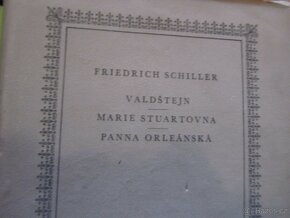 FRIEDRICH SCHILLER
VALDŠTEJN
MARIE STUARTOVNA
PANNA ORLEÁNSKÁ